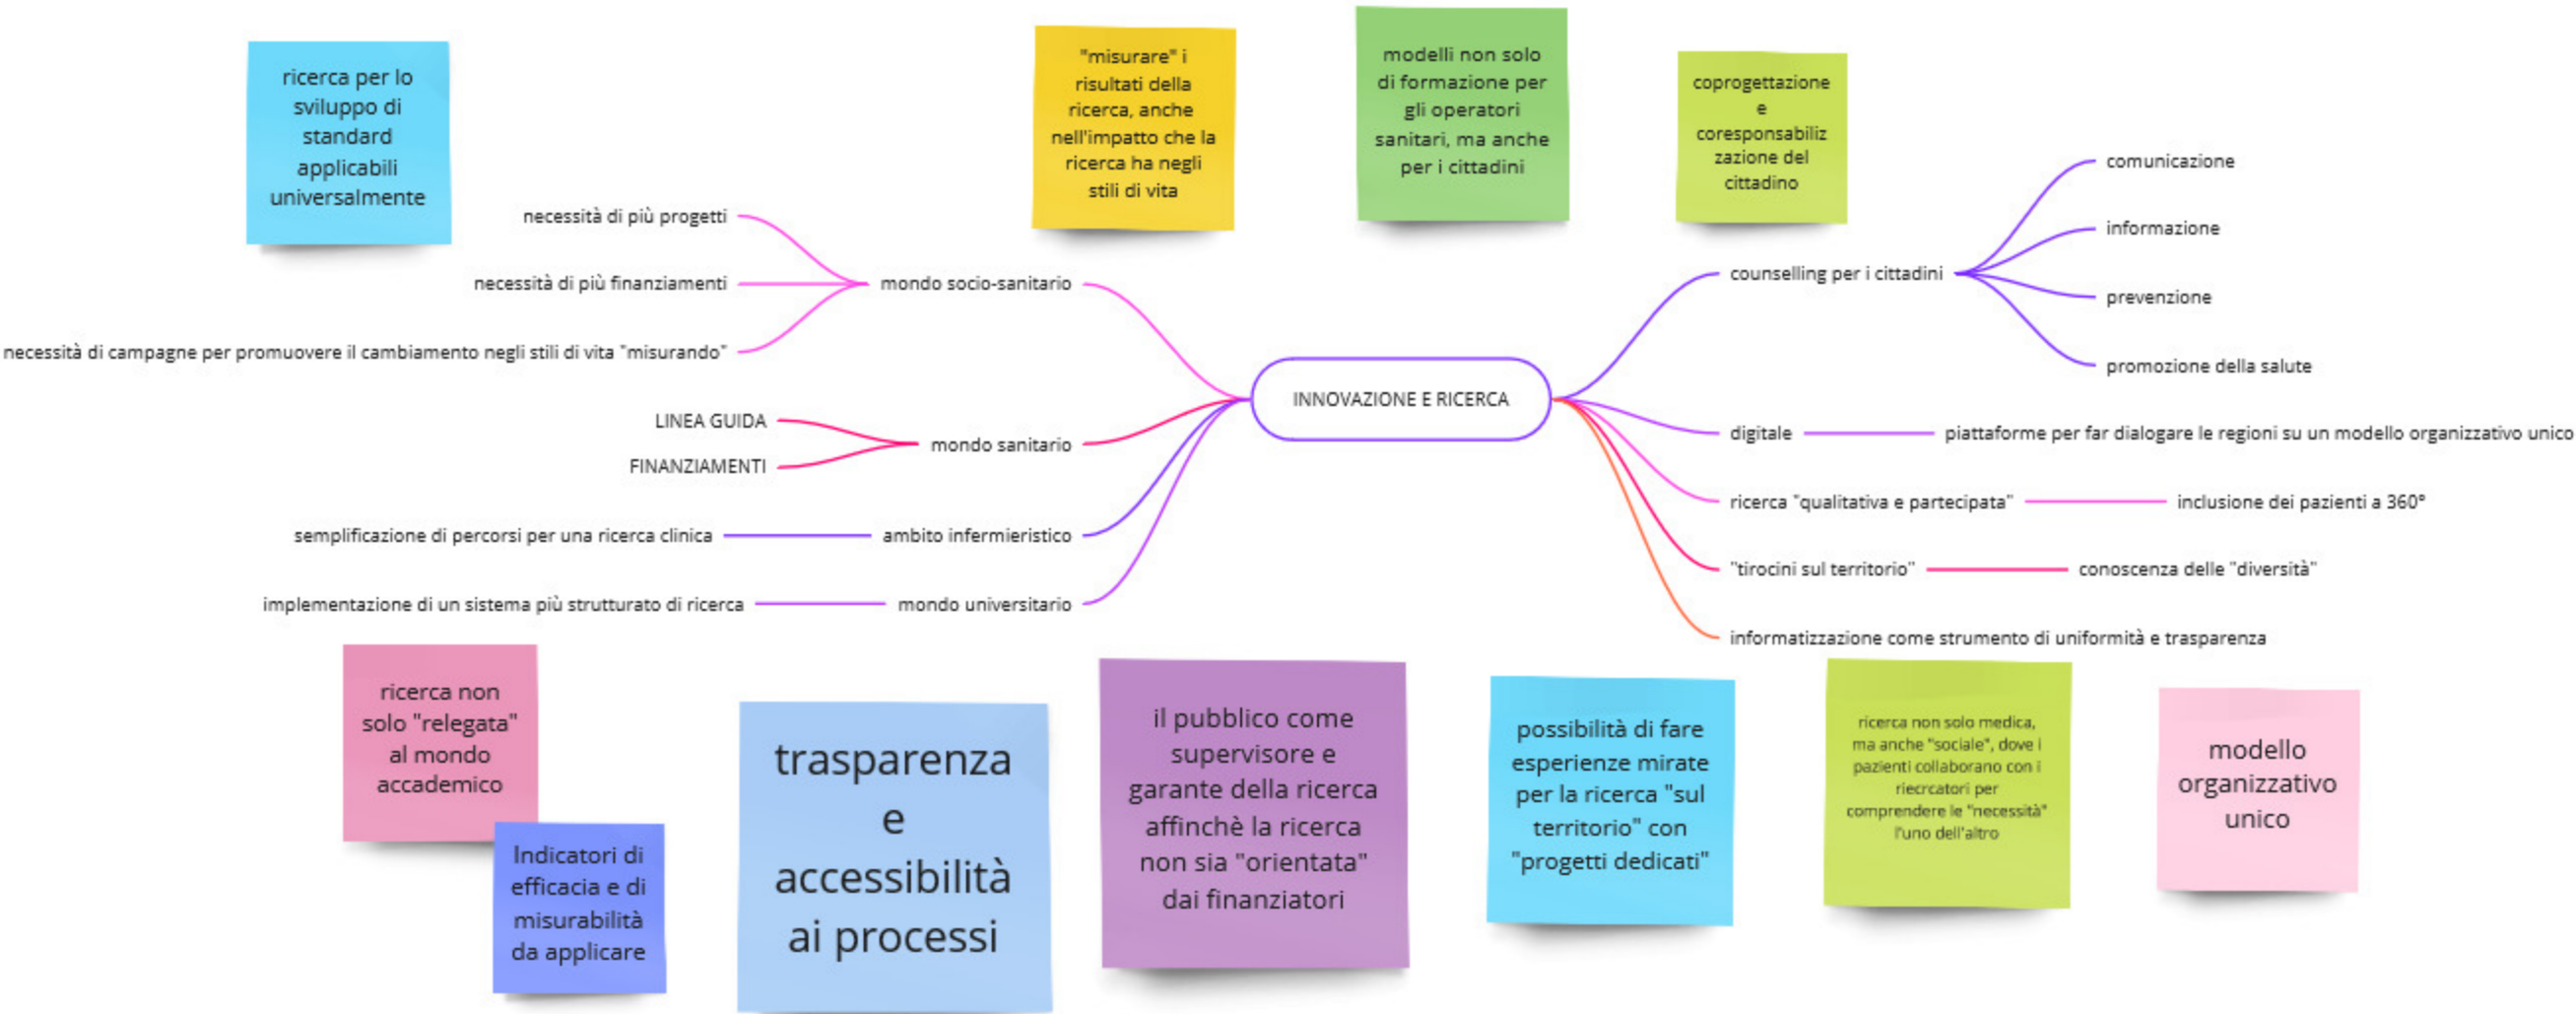 ricerca per lo
sviluppo di
standard
applicabili
universalmente
"misurare" i
risultati della
ricerca, anche
nell'impatto che la
ricerca ha negli
stili di vita
modelli non solo
di formazione per
gli operatori
sanitari, ma anche
per i cittadini
coprogettazione
e
coresponsabiliz
zazione del
cittadino
necessità di più progetti
necessità di più finanziamenti
necessità di campagne per promuovere il cambiamento negli stili di vita "misurando"
mondo socio-sanitario
LINEA GUIDA
FINANZIAMENTI
mondo sanitario
semplificazione di percorsi per una ricerca clinica
ambito infermieristico
implementazione di un sistema più strutturato di ricerca
mondo universitario
INNOVAZIONE E RICERCA
counselling per i cittadini
comunicazione
informazione
prevenzione
promozione della salute
digitale
piattaforme per far dialogare le regioni su un modello organizzativo unico
ricerca "qualitativa e partecipata"
inclusione dei pazienti a 360°
"tirocini sul territorio"
conoscenza delle "diversità"
informatizzazione come strumento di uniformità e trasparenza
ricerca non
solo "relegata"
al mondo
accademico
Indicatori di
efficacia e di
misurabilità
da applicare
trasparenza
e
accessibilità
ai processi
il pubblico come
supervisore e
garante della ricerca
affinchè la ricerca
non sia "orientata"
dai finanziatori
possibilità di fare
esperienze mirate
per la ricerca "sul
territorio" con
"progetti dedicati"
ricerca non solo medica,
ma anche "sociale", dove i
pazienti collaborano con i
riecrcatori per
comprendere le "necessità"
l'uno dell'altro
modello
organizzativo
unico